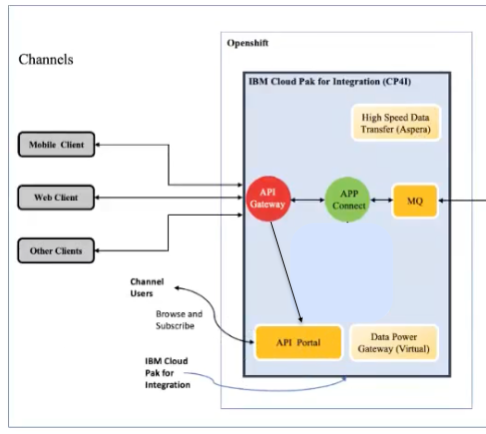 Openshift
Channels
IBM Cloud Pak for Integration (CP4I)
High Speed Data
Transfer (Aspera)
Mobile Client
Web Client
Other Clients
API
Gateway
APP
Connect
MQ
Channel
Users
Browse and
Subscribe
API Portal
Data Power
Gateway (Virtual)
IBM Cloud
Pak for
Integration